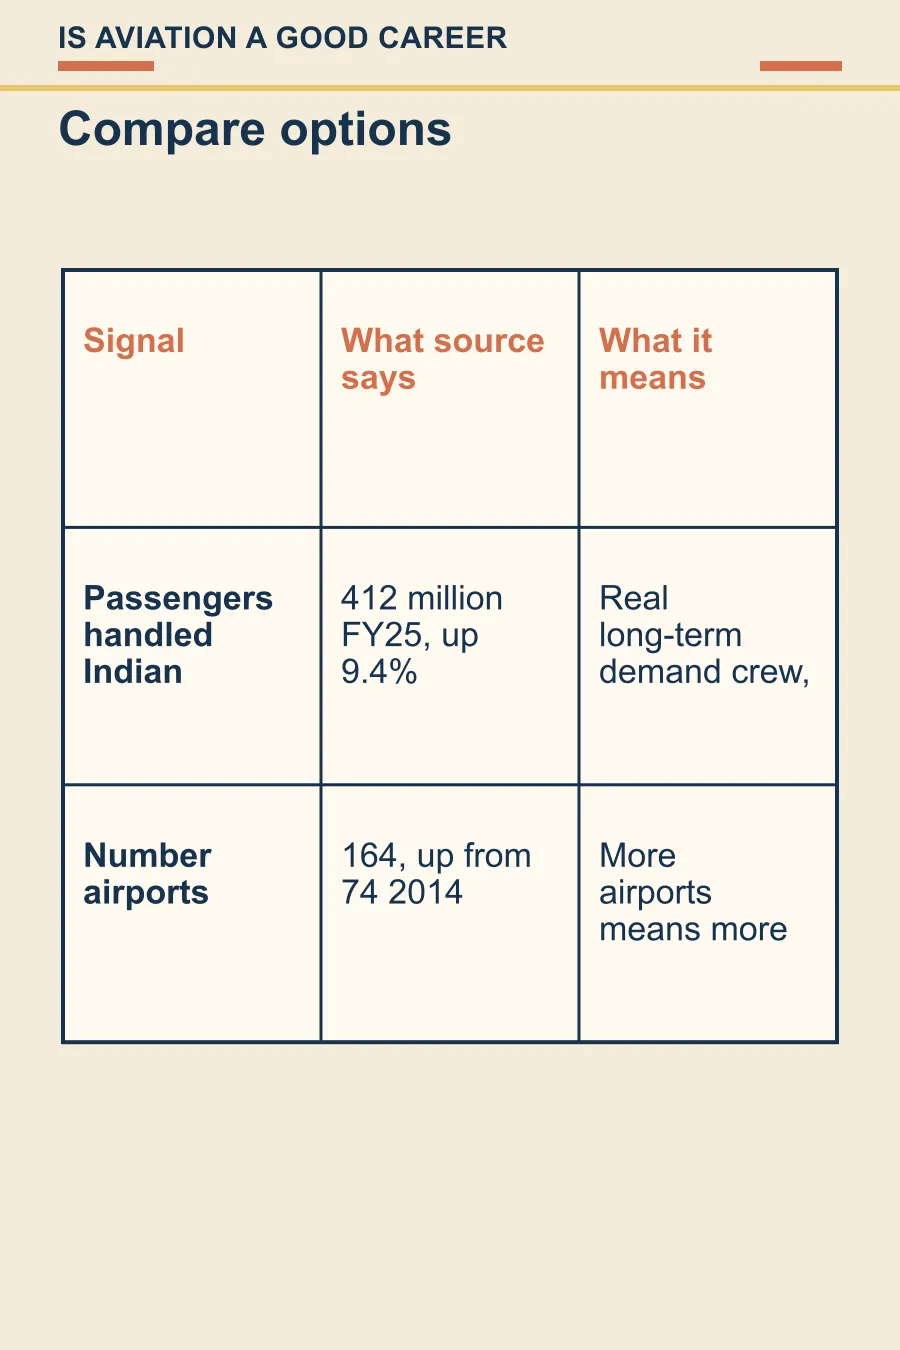 IS AVIATION A GOOD CAREER
Compare options
Signal
What source
says
What it
means
Passengers
handled
Indian
412 million
FY25, up
9.4%
Real
long-term
demand crew,
Number
airports
164, up from
74 2014
More
airports
means more